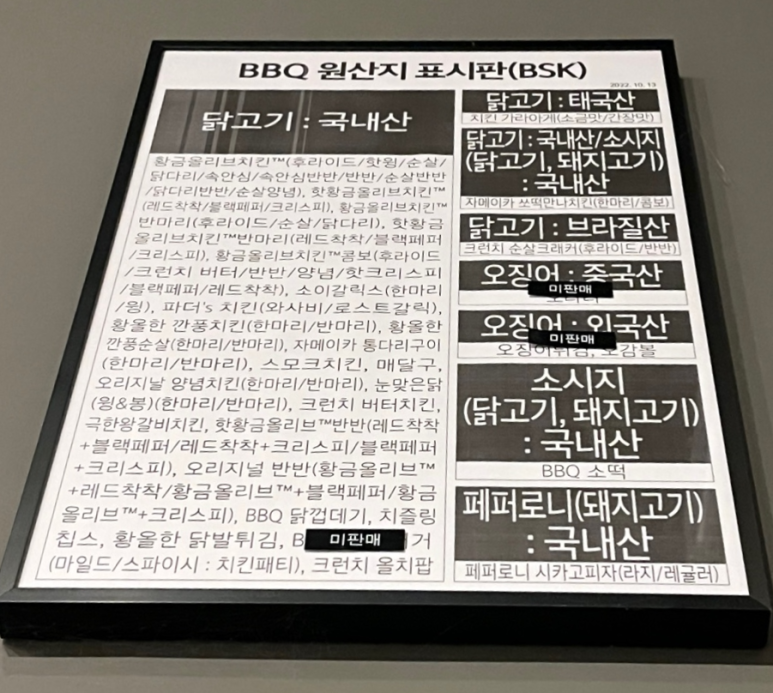 BBQ 원산지 표시판(BSK)
2022. 10. 13
닭고기 : 국내산
황금올리브치킨™(후라이드/핫윙/순살/
닭다리/속안심/속안심반반/반반/순살반반
/닭다리반반/순살양념), 핫황금올리브치킨™
(레드착착/블랙페퍼/크리스피), 황금올리브치킨™
반마리(후라이드/순살/닭다리), 핫황금
올리브치킨™반마리(레드착착/블랙페퍼
/크리스피), 황금올리브치킨™콤보(후라이드
/크런치 버터/반반/양념/핫크리스피
/블랙페퍼/레드착착), 소이갈릭스(한마리
/윙), 파더's 치킨(와사비/로스트갈릭),
황올한 깐풍치킨(한마리/반마리), 황올한
깐풍순살(한마리/반마리), 자메이카 통다리구이
(한마리/반마리), 스모크치킨, 매달구,
오리지날 양념치킨(한마리/반마리), 눈맞은닭
(윙&봉)(한마리/반마리), 크런치 버터치킨,
극한왕갈비치킨, 핫황금올리브™반반(레드착착
+블랙페퍼/레드착착+크리스피/블랙페퍼
+크리스피), 오리지널 반반(황금올리브™
+레드착착/황금올리브™+블랙페퍼/황금
올리브™+크리스피), BBQ 닭껍데기, 치즐링
칩스, 황올한 닭발튀김, B 미판매 거
(마일드/스파이시 : 치킨패티), 크런치 올치팝
닭고기 : 태국산
치킨 가라아게(소금맛/간장맛)
닭고기 : 국내산/소시지
(닭고기, 돼지고기)
: 국내산
자메이카 쏘떡만나치킨(한마리/콤보)
닭고기 : 브라질산
크런치 순살크래커(후라이드/반반)
오징어 : 중국산
미판매
오징어 : 외국산
미판매
오징어튀김, 오감볼
소시지
(닭고기, 돼지고기)
: 국내산
BBQ 소떡
페퍼로니(돼지고기)
: 국내산
페퍼로니 시카고피자(라지/레귤러)